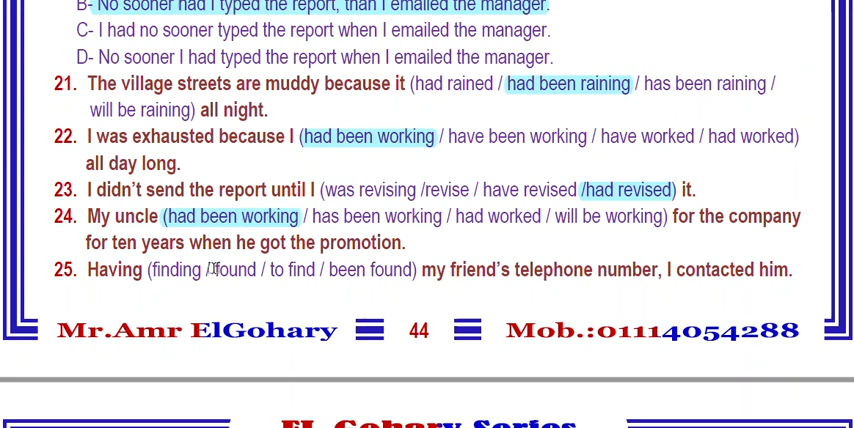 B- No sooner had I typed the report, than I emailed the manager.
C- I had no sooner typed the report when I emailed the manager.
D- No sooner I had typed the report when I emailed the manager.
21. The village streets are muddy because it (had rained / had been raining / has been raining /
will be raining) all night.
22. I was exhausted because I (had been working / have been working / have worked / had worked)
all day long.
23. I didn't send the report until I (was revising /revise / have revised /had revised) it.
24. My uncle (had been working / has been working / had worked / will be working) for the company
for ten years when he got the promotion.
25. Having (finding / found / to find / been found) my friend's telephone number, I contacted him.
Mr.Amr ElGohary 44 Mob.:01114054288
EL-Gohary Series